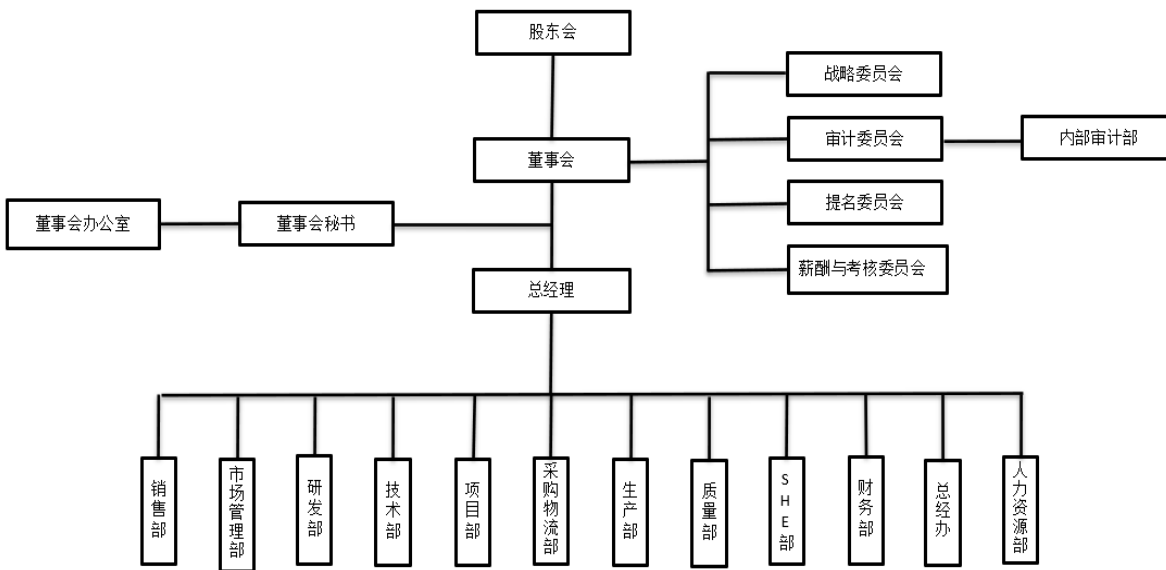 股东会
战略委员会
审计委员会
内部审计部
董事会
提名委员会
董事会办公室
董事会秘书
薪酬与考核委员会
总经理
销售部
市场管理部
研发部
技术部
项目部
采购物流部
生产部
质量部
SHE部
财务部
总经办
人力资源部